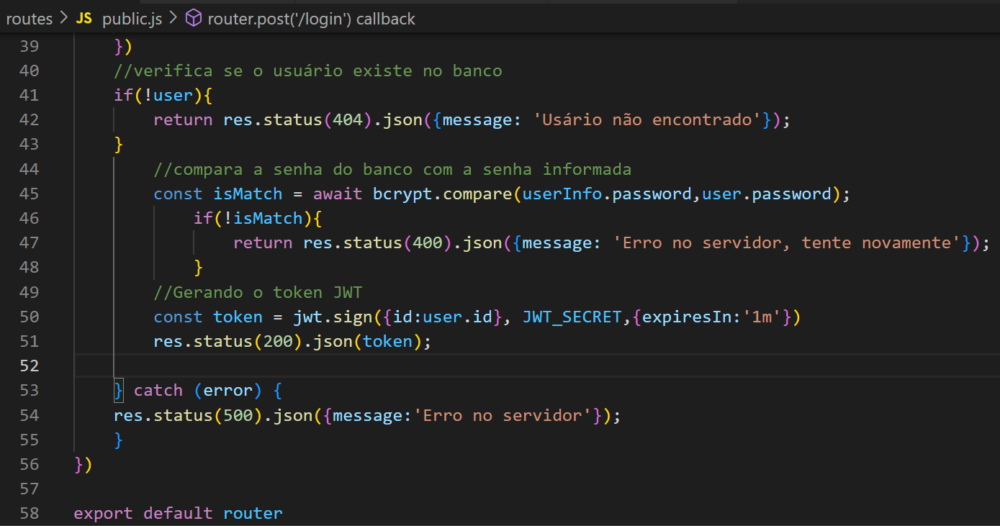 routes > JS public.js > router.post('/login') callback
39 })
40 //verifica se o usuário existe no banco
41 if(!user){
42 return res.status(404).json({message: 'Usário não encontrado'});
43 }
44 //compara a senha do banco com a senha informada
45 const isMatch = await bcrypt.compare(userInfo.password,user.password);
46 if(!isMatch){
47 return res.status(400).json({message: 'Erro no servidor, tente novamente'});
48 }
49 //Gerando o token JWT
50 const token = jwt.sign({id:user.id}, JWT_SECRET,{expiresIn:'1m'})
51 res.status(200).json(token);
52
53 } catch (error) {
54 res.status(500).json({message:'Erro no servidor'});
55 }
56 })
57
58 export default router